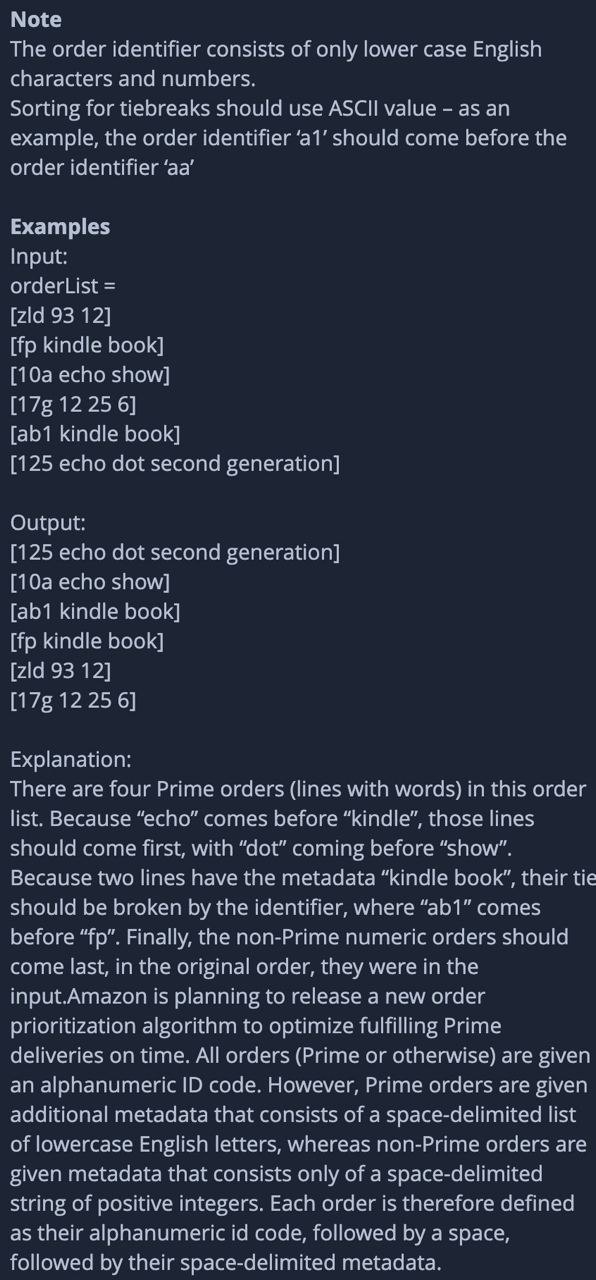 Note
The order identifier consists of only lower case English
characters and numbers.
Sorting for tiebreaks should use ASCII value – as an
example, the order identifier ‘a1’ should come before the
order identifier ‘aa’
Examples
Input:
orderList =
[zld 93 12]
[fp kindle book]
[10a echo show]
[17g 12 25 6]
[ab1 kindle book]
[125 echo dot second generation]
Output:
[125 echo dot second generation]
[10a echo show]
[ab1 kindle book]
[fp kindle book]
[zld 93 12]
[17g 12 25 6]
Explanation:
There are four Prime orders (lines with words) in this order
list. Because “echo” comes before “kindle”, those lines
should come first, with “dot” coming before “show”.
Because two lines have the metadata “kindle book”, their tie
should be broken by the identifier, where “ab1” comes
before “fp”. Finally, the non-Prime numeric orders should
come last, in the original order, they were in the
input.Amazon is planning to release a new order
prioritization algorithm to optimize fulfilling Prime
deliveries on time. All orders (Prime or otherwise) are given
an alphanumeric ID code. However, Prime orders are given
additional metadata that consists of a space-delimited list
of lowercase English letters, whereas non-Prime orders are
given metadata that consists only of a space-delimited
string of positive integers. Each order is therefore defined
as their alphanumeric id code, followed by a space,
followed by their space-delimited metadata.